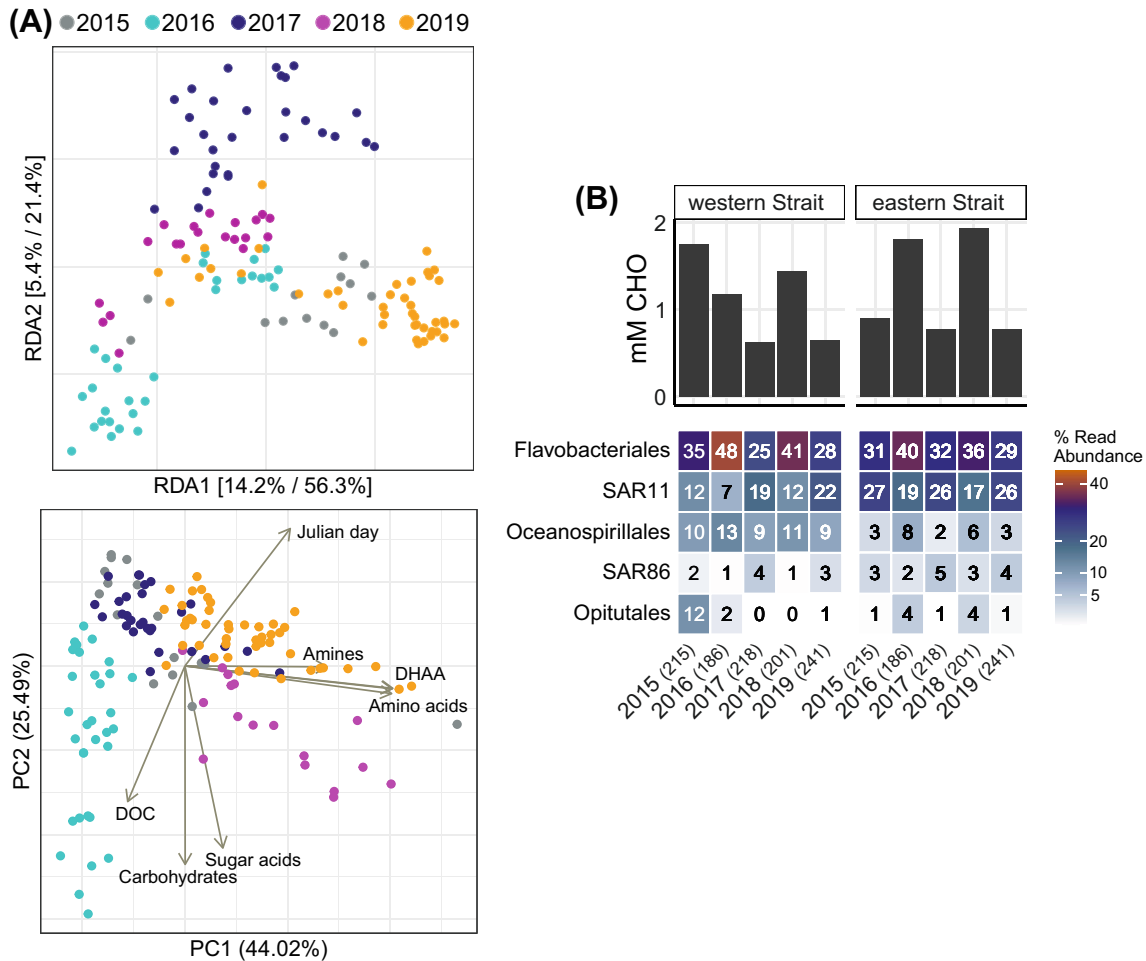 (A) 2015 2016 2017 2018 2019
RDA2 [5.4% / 21.4%]
RDA1 [14.2% / 56.3%]
PC2 (25.49%)
Julian day
Amines
DHAA
Amino acids
DOC
Sugar acids
Carbohydrates
PC1 (44.02%)
(B) western Strait eastern Strait
mM CHO
2
1
0
Flavobacteriales 35 48 25 41 28 31 40 32 36 29
SAR11 12 7 19 12 22 27 19 26 17 26
Oceanospirillales 10 13 9 11 9 3 8 2 6 3
SAR86 2 1 4 1 3 3 2 5 3 4
Opitutales 12 2 0 0 1 1 4 1 4 1
2015 (215) 2016 (186) 2017 (218) 2018 (201) 2019 (241) 2015 (215) 2016 (186) 2017 (218) 2018 (201) 2019 (241)
% Read
Abundance
40
20
10
5